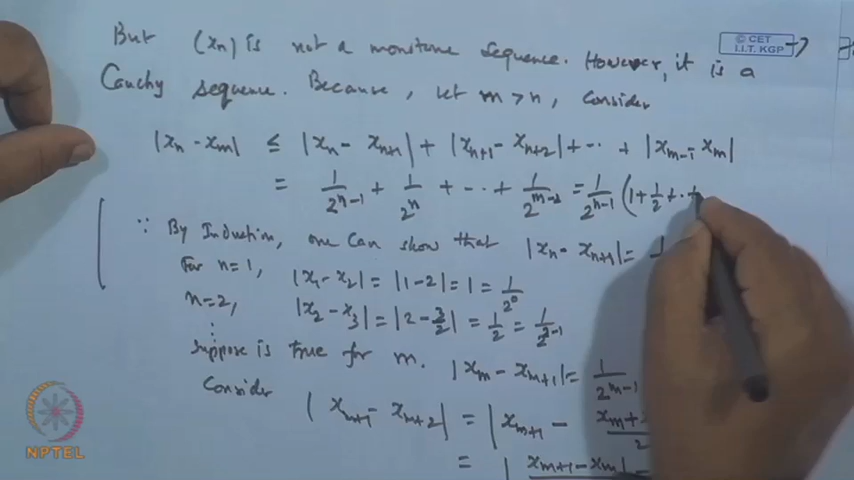 But (xn) is not a monotone sequence. However, it is a
© CET
I.I.T. KGP
Cauchy sequence. Because, let m > n, consider
|xn - xm| ≤ |xn - xn+1| + |xn+1 - xn+2| + ... + |xm-1 - xm|
= 1/2^n-1 + 1/2^n + ... + 1/2^m-2 = 1/2^n-1 (1 + 1/2 + ..
∵ By Induction, one can show that |xn - xn+1| =
For n=1, |x1 - x2| = |1-2| = 1 = 1/2^0
n=2, |x2 - x3| = |2 - 3/2| = 1/2 = 1/2^2-1
⋮
suppose is true for m. |xm - xm+1| = 1/2^m-1
Consider |xm+1 - xm+2| = |xm+1 -
= | xm+1 - xm|
NPTEL